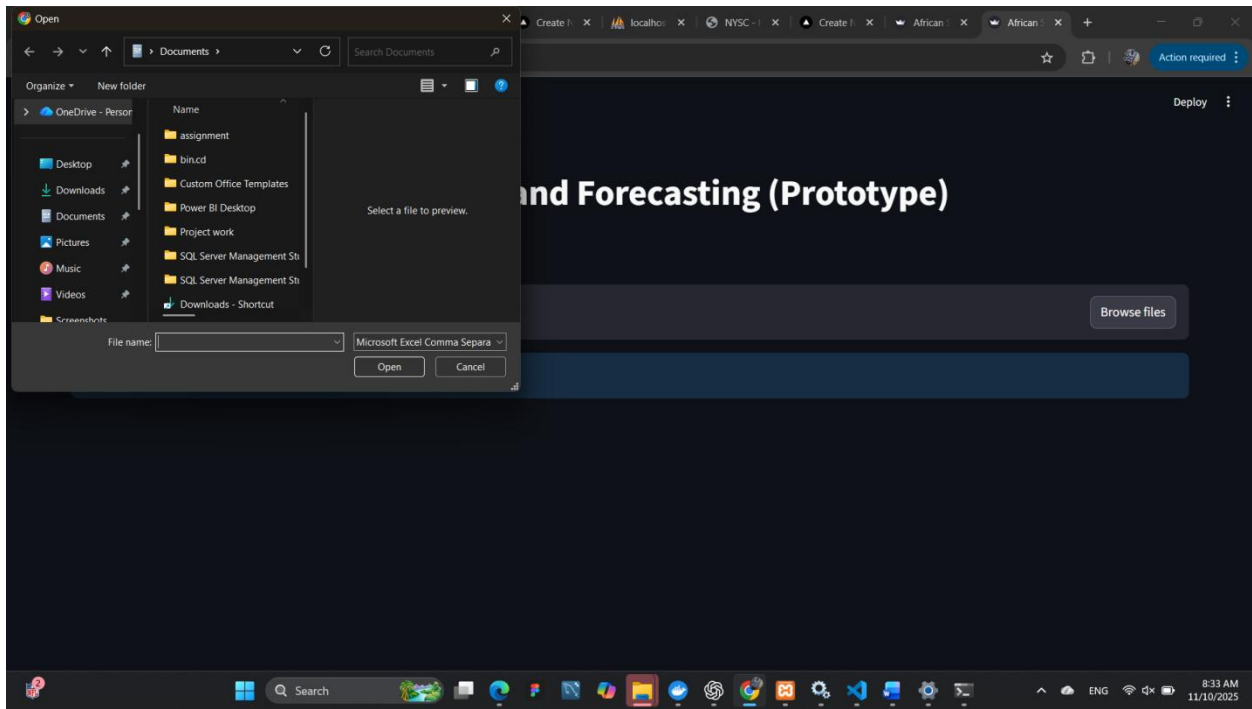 Open
Create N
localhos
NYSC - I
Create N
African S
African S
Documents
Search Documents
Action required
Organize
New folder
OneDrive - Person
Name
Deploy
assignment
Desktop
bin.cd
Downloads
Custom Office Templates
Documents
Power BI Desktop
Select a file to preview.
and Forecasting (Prototype)
Pictures
Project work
Music
SQL Server Management Stu
Videos
SQL Server Management Stu
Screenshots
Downloads - Shortcut
Browse files
File name:
Microsoft Excel Comma Separa
Open
Cancel
2
Search
ENG
8:33 AM
11/10/2025